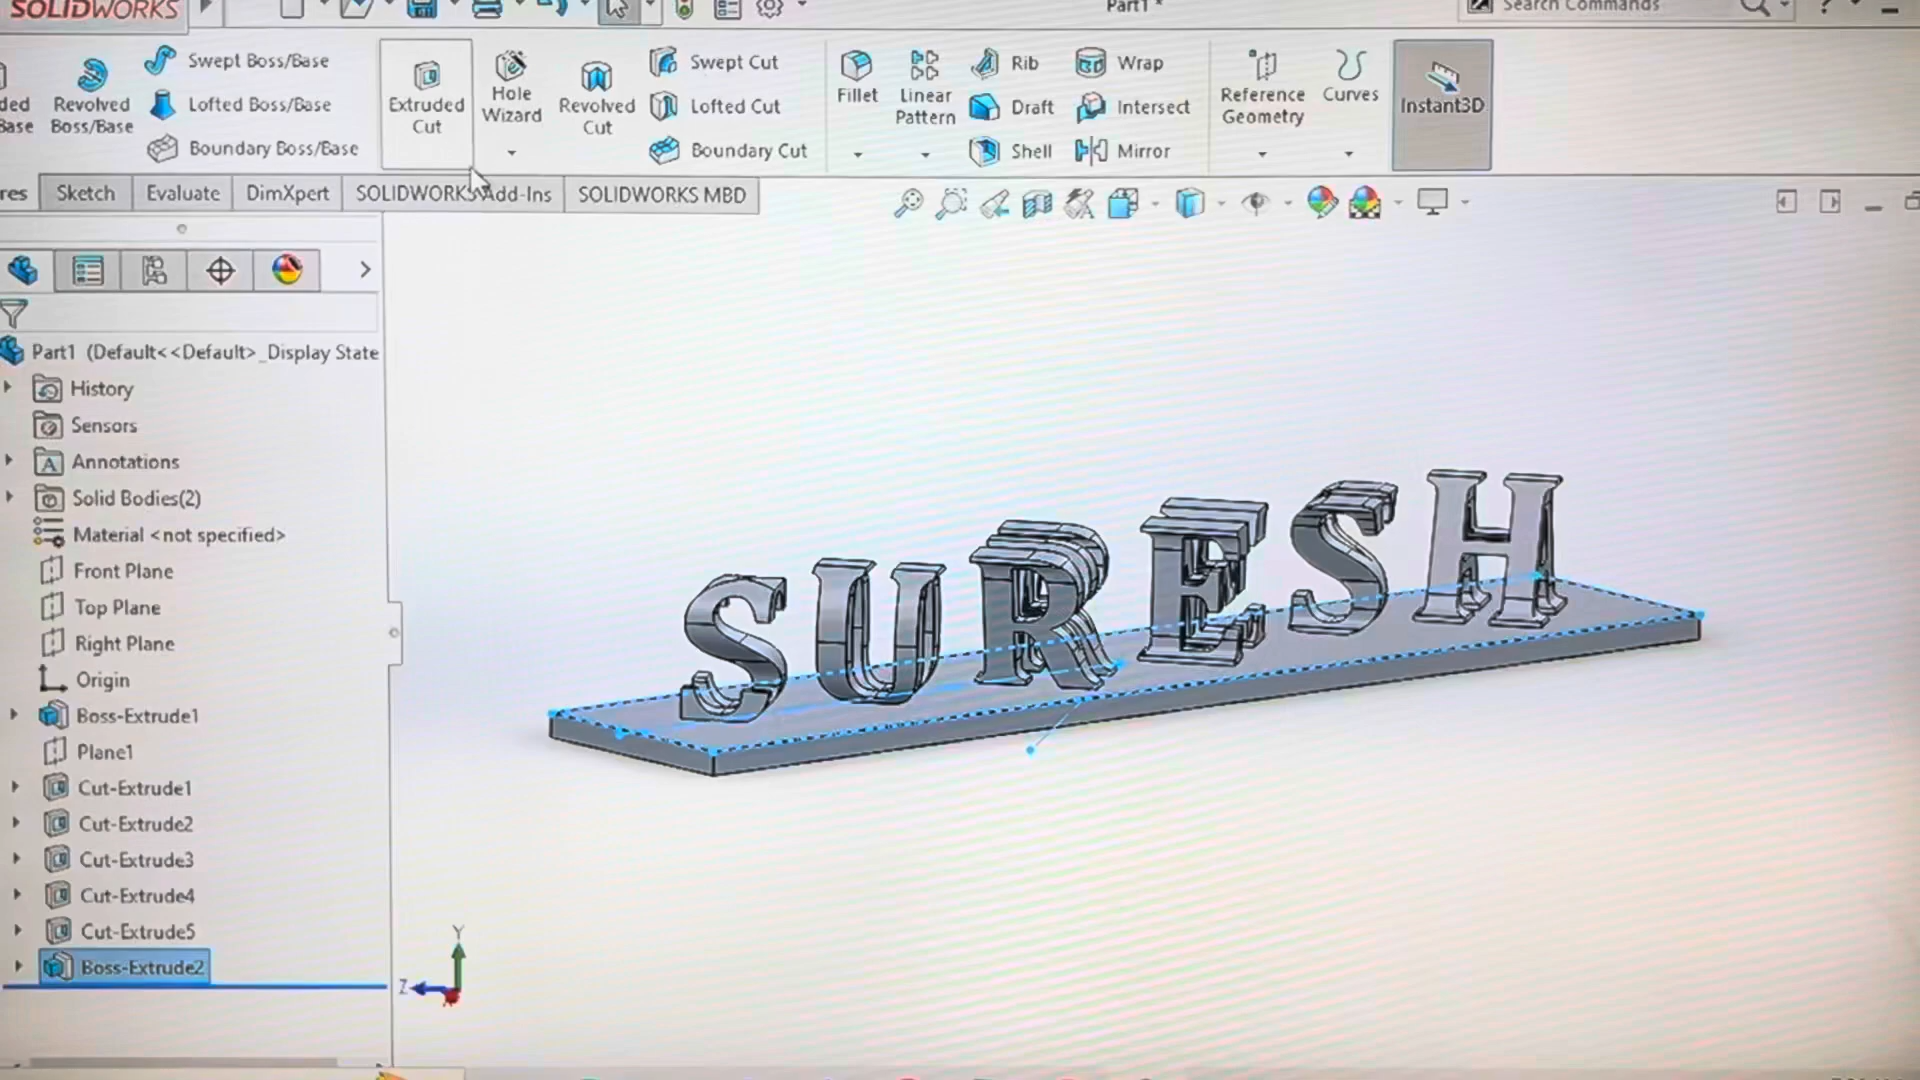 SOLIDWORKS
Part1 *
Search Commands
?
Revolved
Boss/Base
Swept Boss/Base
Lofted Boss/Base
Boundary Boss/Base
Extruded
Cut
Hole
Wizard
Revolved
Cut
Swept Cut
Lofted Cut
Boundary Cut
Fillet
Linear
Pattern
Rib
Draft
Shell
Wrap
Intersect
Mirror
Reference
Geometry
Curves
Instant3D
Sketch
Evaluate
DimXpert
SOLIDWORKS Add-Ins
SOLIDWORKS MBD
Part1 (Default<<Default>_Display State
History
Sensors
Annotations
Solid Bodies(2)
Material <not specified>
Front Plane
Top Plane
Right Plane
Origin
Boss-Extrude1
Plane1
Cut-Extrude1
Cut-Extrude2
Cut-Extrude3
Cut-Extrude4
Cut-Extrude5
Boss-Extrude2
SURESH
Y
Z